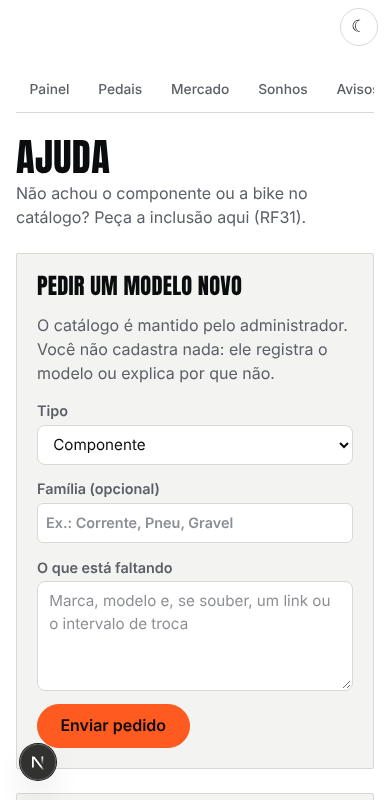 Painel Pedais Mercado Sonhos Avisos
AJUDA
Não achou o componente ou a bike no
catálogo? Peça a inclusão aqui (RF31).
PEDIR UM MODELO NOVO
O catálogo é mantido pelo administrador.
Você não cadastra nada: ele registra o
modelo ou explica por que não.
Tipo
Componente
Família (opcional)
Ex.: Corrente, Pneu, Gravel
O que está faltando
Marca, modelo e, se souber, um link ou
o intervalo de troca
Enviar pedido
N